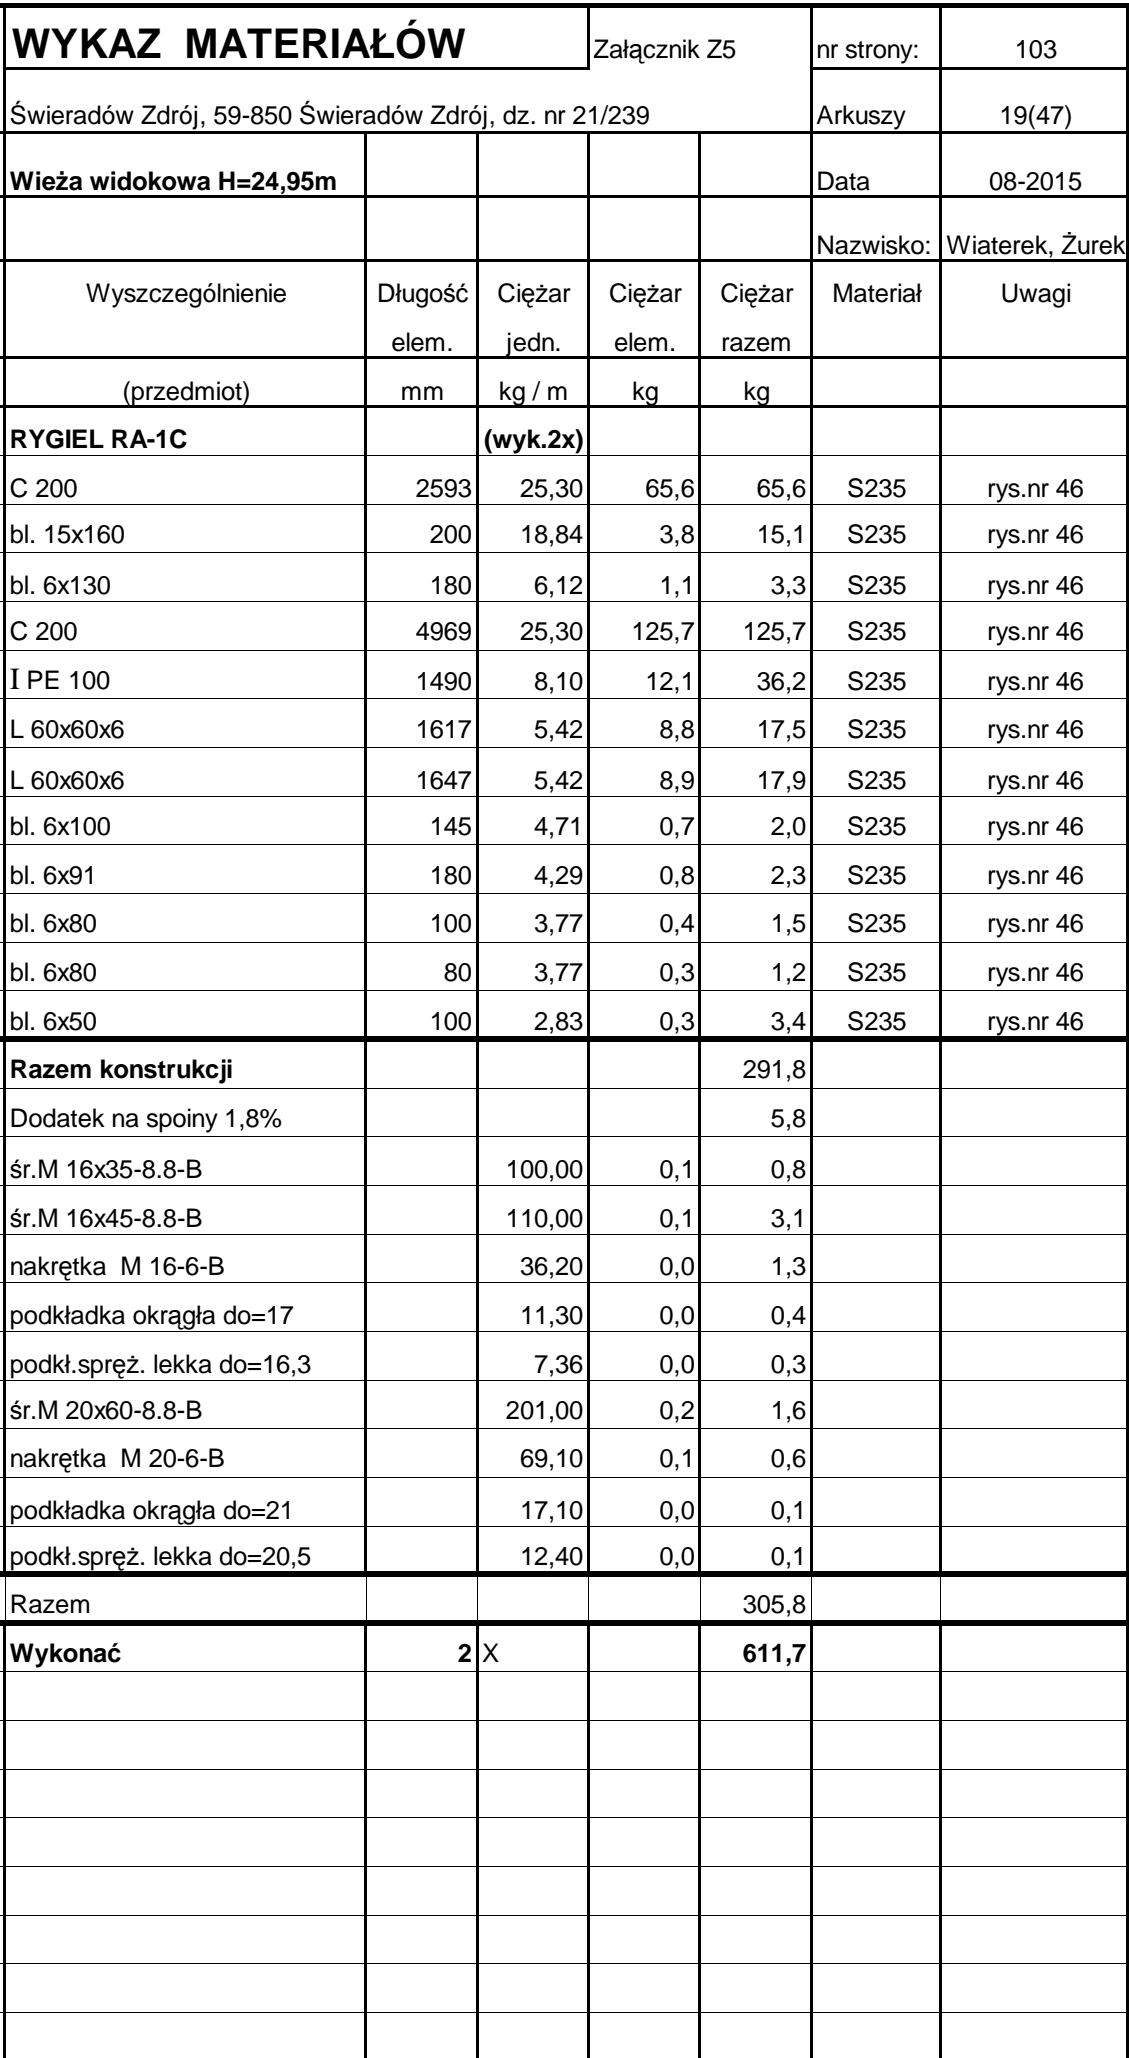 WYKAZ  MATERIAŁÓW Załącznik Z5 nr strony: 103
Świeradów Zdrój, 59-850 Świeradów Zdrój, dz. nr 21/239 Arkuszy 19(47)
Wieża widokowa H=24,95m Data 08-2015
Nazwisko: Wiaterek, Żurek
Wyszczególnienie Długość Ciężar Ciężar Ciężar Materiał Uwagi
elem. jedn. elem. razem
(przedmiot) mm kg / m kg kg
RYGIEL RA-1C (wyk.2x)
C 200 2593 25,30 65,6 65,6 S235 rys.nr 46
bl. 15x160 200 18,84 3,8 15,1 S235 rys.nr 46
bl. 6x130 180 6,12 1,1 3,3 S235 rys.nr 46
C 200 4969 25,30 125,7 125,7 S235 rys.nr 46
I PE 100 1490 8,10 12,1 36,2 S235 rys.nr 46
L 60x60x6 1617 5,42 8,8 17,5 S235 rys.nr 46
L 60x60x6 1647 5,42 8,9 17,9 S235 rys.nr 46
bl. 6x100 145 4,71 0,7 2,0 S235 rys.nr 46
bl. 6x91 180 4,29 0,8 2,3 S235 rys.nr 46
bl. 6x80 100 3,77 0,4 1,5 S235 rys.nr 46
bl. 6x80 80 3,77 0,3 1,2 S235 rys.nr 46
bl. 6x50 100 2,83 0,3 3,4 S235 rys.nr 46
Razem konstrukcji 291,8
Dodatek na spoiny 1,8% 5,8
śr.M 16x35-8.8-B 100,00 0,1 0,8
śr.M 16x45-8.8-B 110,00 0,1 3,1
nakrętka  M 16-6-B 36,20 0,0 1,3
podkładka okrągła do=17 11,30 0,0 0,4
podkł.spręż. lekka do=16,3 7,36 0,0 0,3
śr.M 20x60-8.8-B 201,00 0,2 1,6
nakrętka  M 20-6-B 69,10 0,1 0,6
podkładka okrągła do=21 17,10 0,0 0,1
podkł.spręż. lekka do=20,5 12,40 0,0 0,1
Razem 305,8
Wykonać 2 X 611,7